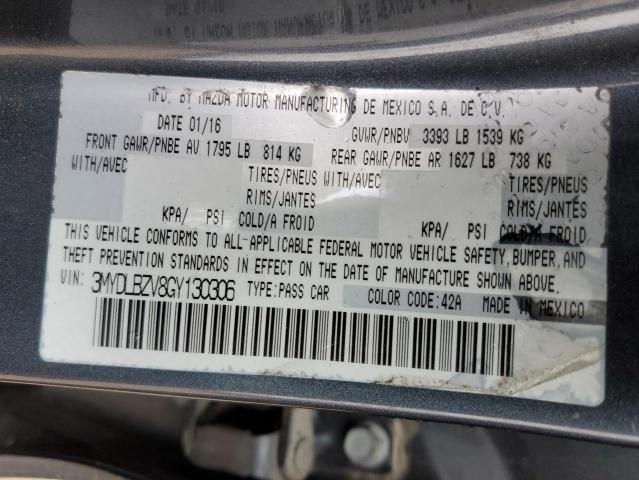 MFD. BY MAZDA MOTOR MANUFACTURING DE MEXICO S.A. DE C.V.
DATE 01/16 GVWR/PNBV 3393 LB 1539 KG
FRONT GAWR/PNBE AV 1795 LB 814 KG REAR GAWR/PNBE AR 1627 LB 738 KG
WITH/AVEC TIRES/PNEUS WITH/AVEC TIRES/PNEUS
RIMS/JANTES RIMS/JANTES
KPA/ PSI COLD/A FROID KPA/ PSI COLD/A FROID
THIS VEHICLE CONFORMS TO ALL-APPLICABLE FEDERAL MOTOR VEHICLE SAFETY, BUMPER, AND
THEFT PREVENTION STANDARDS IN EFFECT ON THE DATE OF MANUFACTURE SHOWN ABOVE.
VIN: 3MYDLBZV8GY130306 TYPE:PASS CAR COLOR CODE:42A MADE IN MEXICO